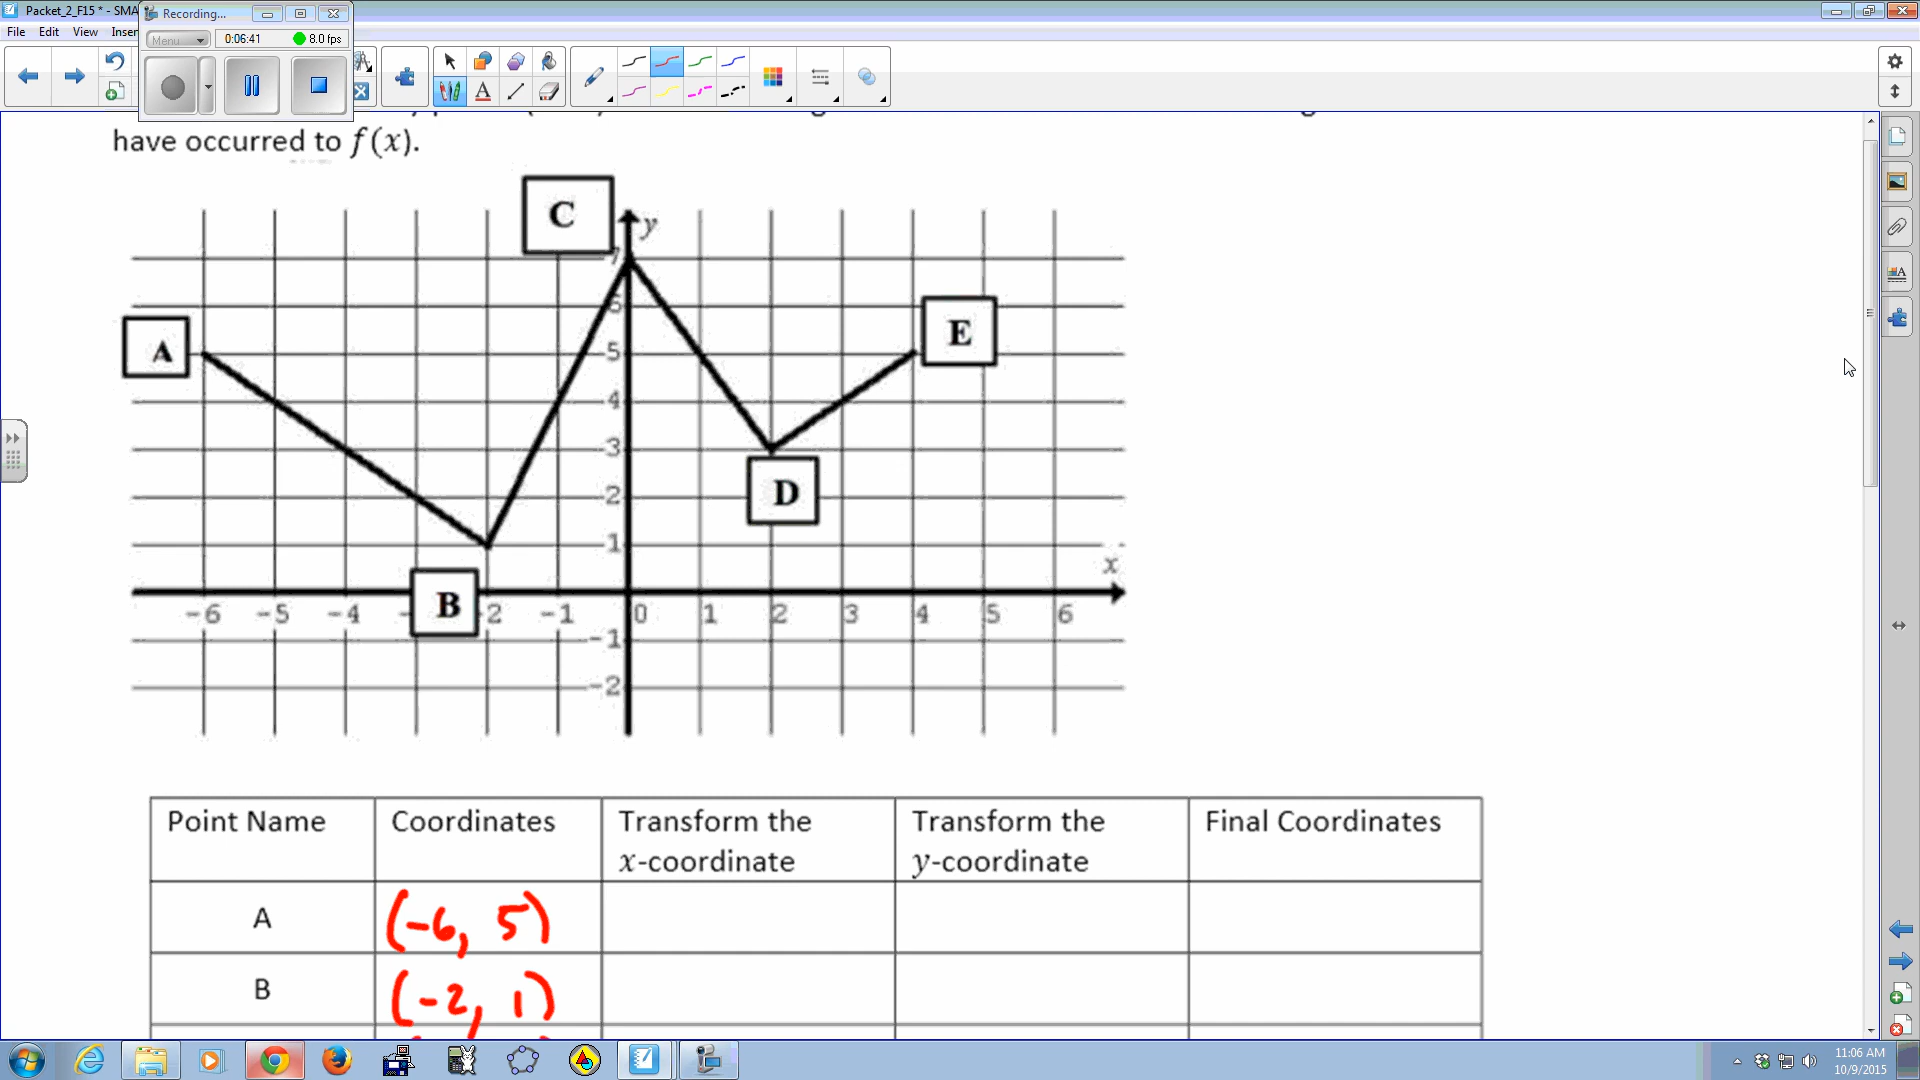 Packet_2_F15 * - SMA
Recording...
File Edit View Inser
Menu 0:06:41 8.0 fps
have occurred to f(x).
C
y
7
6
A
5
E
4
3
2
D
1
x
-6 -5 -4 - B 2 -1 0 1 2 3 4 5 6
-1
-2
Point Name Coordinates Transform the x-coordinate Transform the y-coordinate Final Coordinates
A (-6, 5)
B (-2, 1)
11:06 AM
10/9/2015